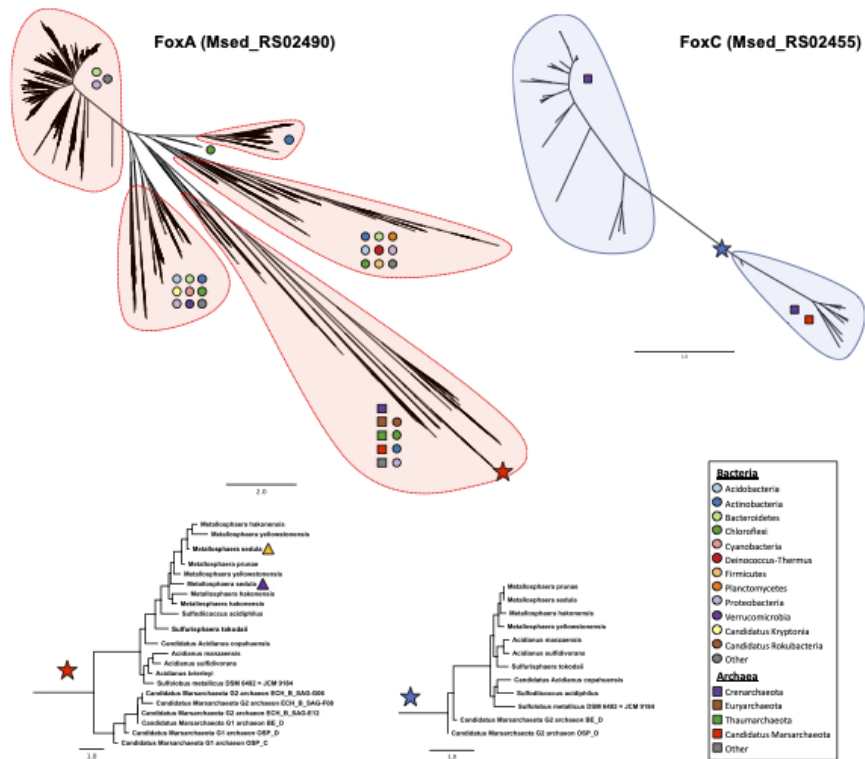 FoxA (Msed_RS02490)
FoxC (Msed_RS02455)
2.0
Metallosphaera hakonensis
Metallosphaera yellowstonensis
Metallosphaera sedula
Metallosphaera prunae
Metallosphaera yellowstonensis
Metallosphaera sedula
Metallosphaera hakonensis
Metallosphaera hakonensis
Sulfodiicoccus acidiphilus
Sulfurisphaera tokodaii
Candidatus Acidianus copahuensis
Acidianus manzaensis
Acidianus sulfidivorans
Acidianus brierleyi
Sulfolobus metallicus DSM 6482 = JCM 9184
Candidatus Marsarchaeota G2 archaeon ECH_B_SAG-G06
Candidatus Marsarchaeota G2 archaeon ECH_B_SAG-F08
Candidatus Marsarchaeota G2 archaeon ECH_B_SAG-E12
Candidatus Marsarchaeota G1 archaeon BE_D
Candidatus Marsarchaeota G1 archaeon OSP_D
Candidatus Marsarchaeota G1 archaeon OSP_C
1.0
Metallosphaera prunae
Metallosphaera sedula
Metallosphaera hakonensis
Metallosphaera yellowstonensis
Acidianus manzaensis
Acidianus sulfidivorans
Sulfurisphaera tokodaii
Candidatus Acidianus copahuensis
Sulfodiicoccus acidiphilus
Sulfolobus metallicus DSM 6482 = JCM 9184
Candidatus Marsarchaeota G2 archaeon BE_D
Candidatus Marsarchaeota G2 archaeon OSP_D
1.0
Bacteria
Acidobacteria
Actinobacteria
Bacteroidetes
Chloroflexi
Cyanobacteria
Deinococcus-Thermus
Firmicutes
Planctomycetes
Proteobacteria
Verrucomicrobia
Candidatus Kryptonia
Candidatus Rokubacteria
Other
Archaea
Crenarchaeota
Euryarchaeota
Thaumarchaeota
Candidatus Marsarchaeota
Other